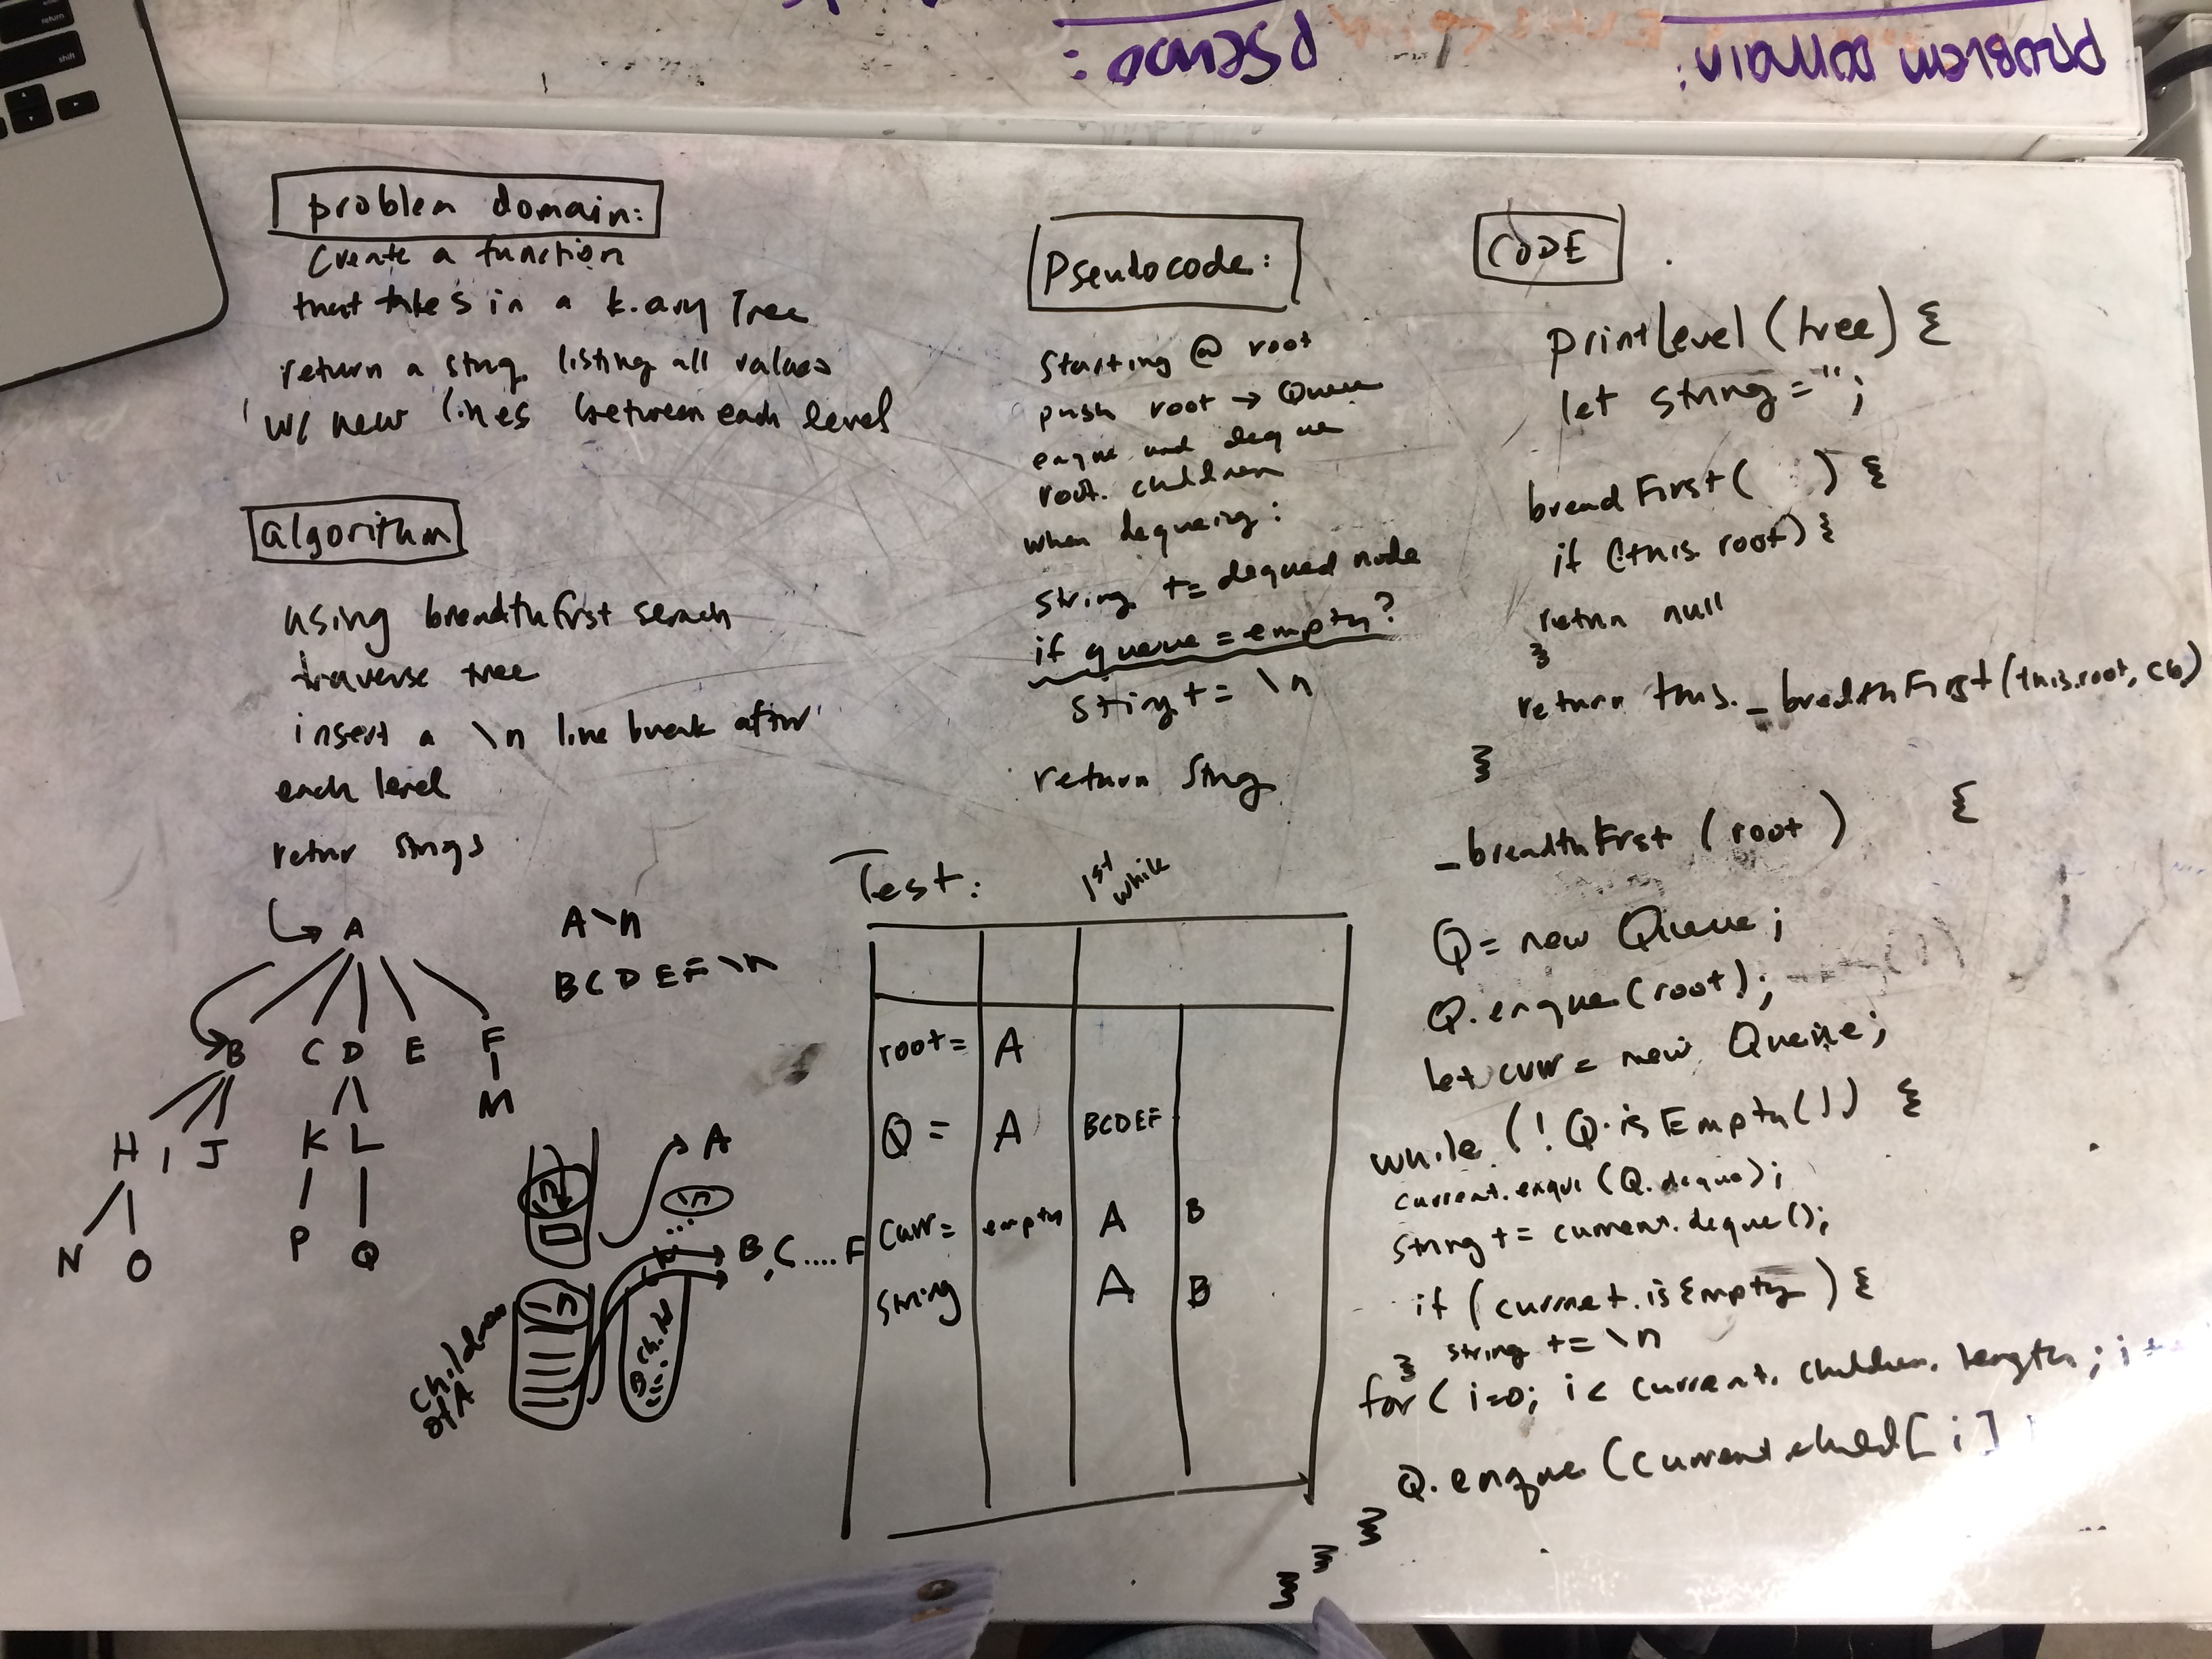 problem domain:
Create a function
that takes in a k.ary Tree
return a string listing all values
w/ new lines between each level
algorithm
using breadth first search
traverse tree
insert a \n line break after
each level
return strings
A
B C D E F
H I J K L M
N O P Q
A\n
B C D E F \n
\n
A
\n
B, C ..... F
children
of A
child
B
Test:
1st
while
root= A
Q = A BCDEF
Curr= empty A B
String A B
Pseudocode:
Starting @ root
push root → Queue
enque and deque
root. children
when dequeing:
string += dequed node
if queue = empty?
string += \n
return string
CODE
printlevel (tree) {
let string = "";
breadFirst ( ) {
if (this.root) {
return null
}
return this._breadthFirst (this.root, cb)
}
_breadthFirst (root) {
Q = new Queue;
Q.enque (root);
let curr = new Queue;
while (!Q.isEmpty()) {
current.enque (Q.deque);
string += current.deque();
if (current.isEmpty) {
string += \n
}
for (i=0; i< current.children.length; i+
Q.enque (current.child[i]
}
}
}
PSEUDO:
PROBLEM DOMAIN:
return
shift